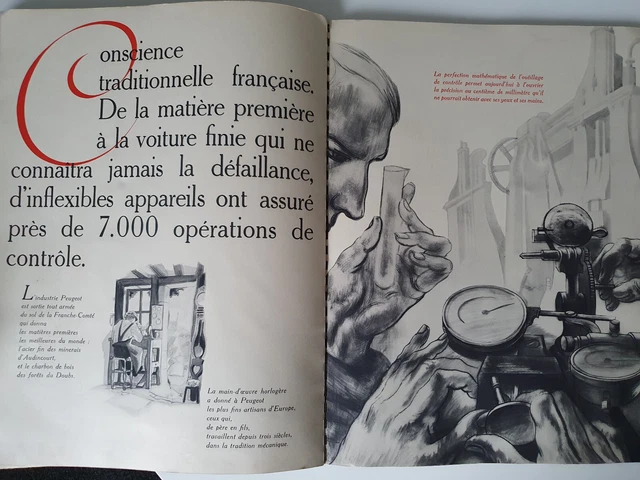 Conscience
traditionnelle française.
De la matière première
à la voiture finie qui ne
connaîtra jamais la défaillance,
d'inflexibles appareils ont assuré
près de 7.000 opérations de
contrôle.
L'industrie Peugeot
est sortie tout armée
du sol de la Franche-Comté
qui donna
les matières premières
les meilleures du monde :
l'acier fin des minerais
d'Audincourt,
et le charbon de bois
des forêts du Doubs.
La main-d'œuvre horlogère
a donné à Peugeot
les plus fins artisans d'Europe,
ceux qui,
de père en fils,
travaillent depuis trois siècles,
dans la tradition mécanique.
La perfection mathématique de l'outillage
de contrôle permet aujourd'hui à l'ouvrier
la précision au centième de millimètre qu'il
ne pourrait obtenir avec ses yeux et ses mains.